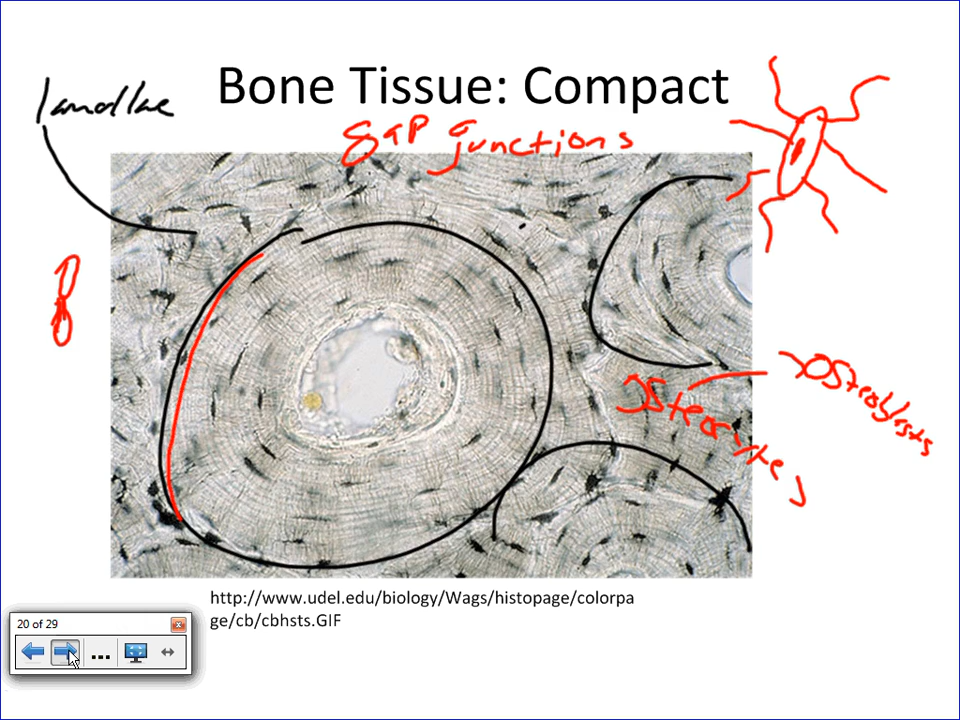 Bone Tissue: Compact
lamellae
gap junctions
osteoblasts
osteocytes
http://www.udel.edu/biology/Wags/histopage/colorpa
ge/cb/cbhsts.GIF
20 of 29
...